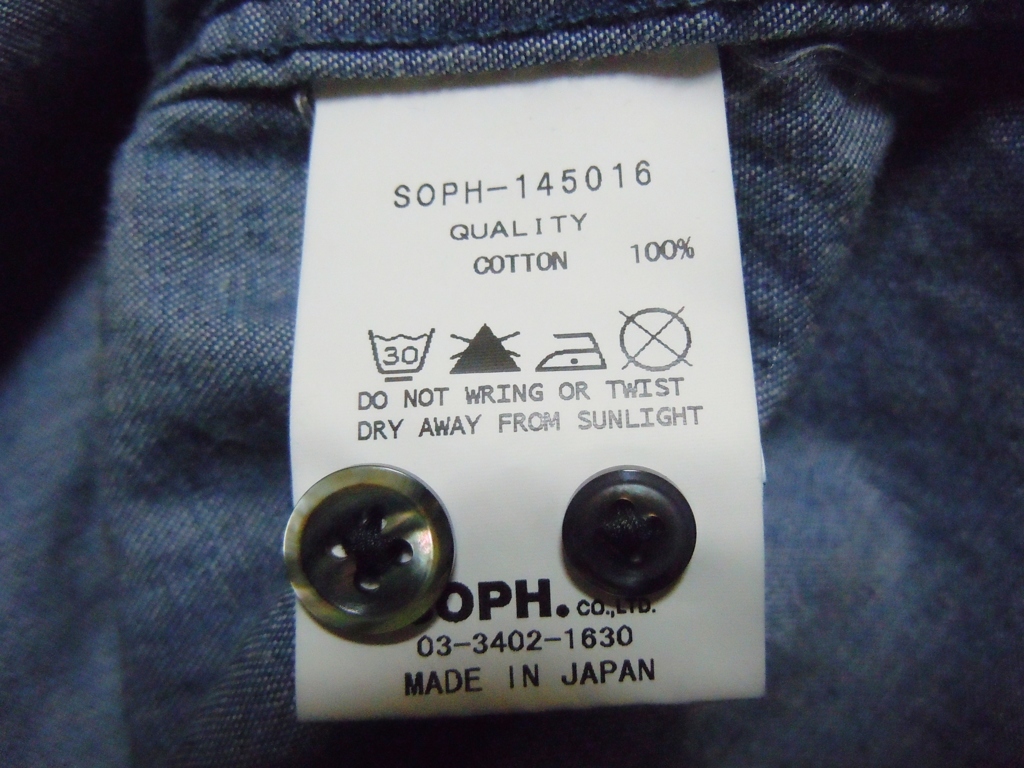 SOPH-145016
QUALITY
COTTON 100%
30
DO NOT WRING OR TWIST
DRY AWAY FROM SUNLIGHT
OPH. CO.,LTD.
03-3402-1630
MADE IN JAPAN